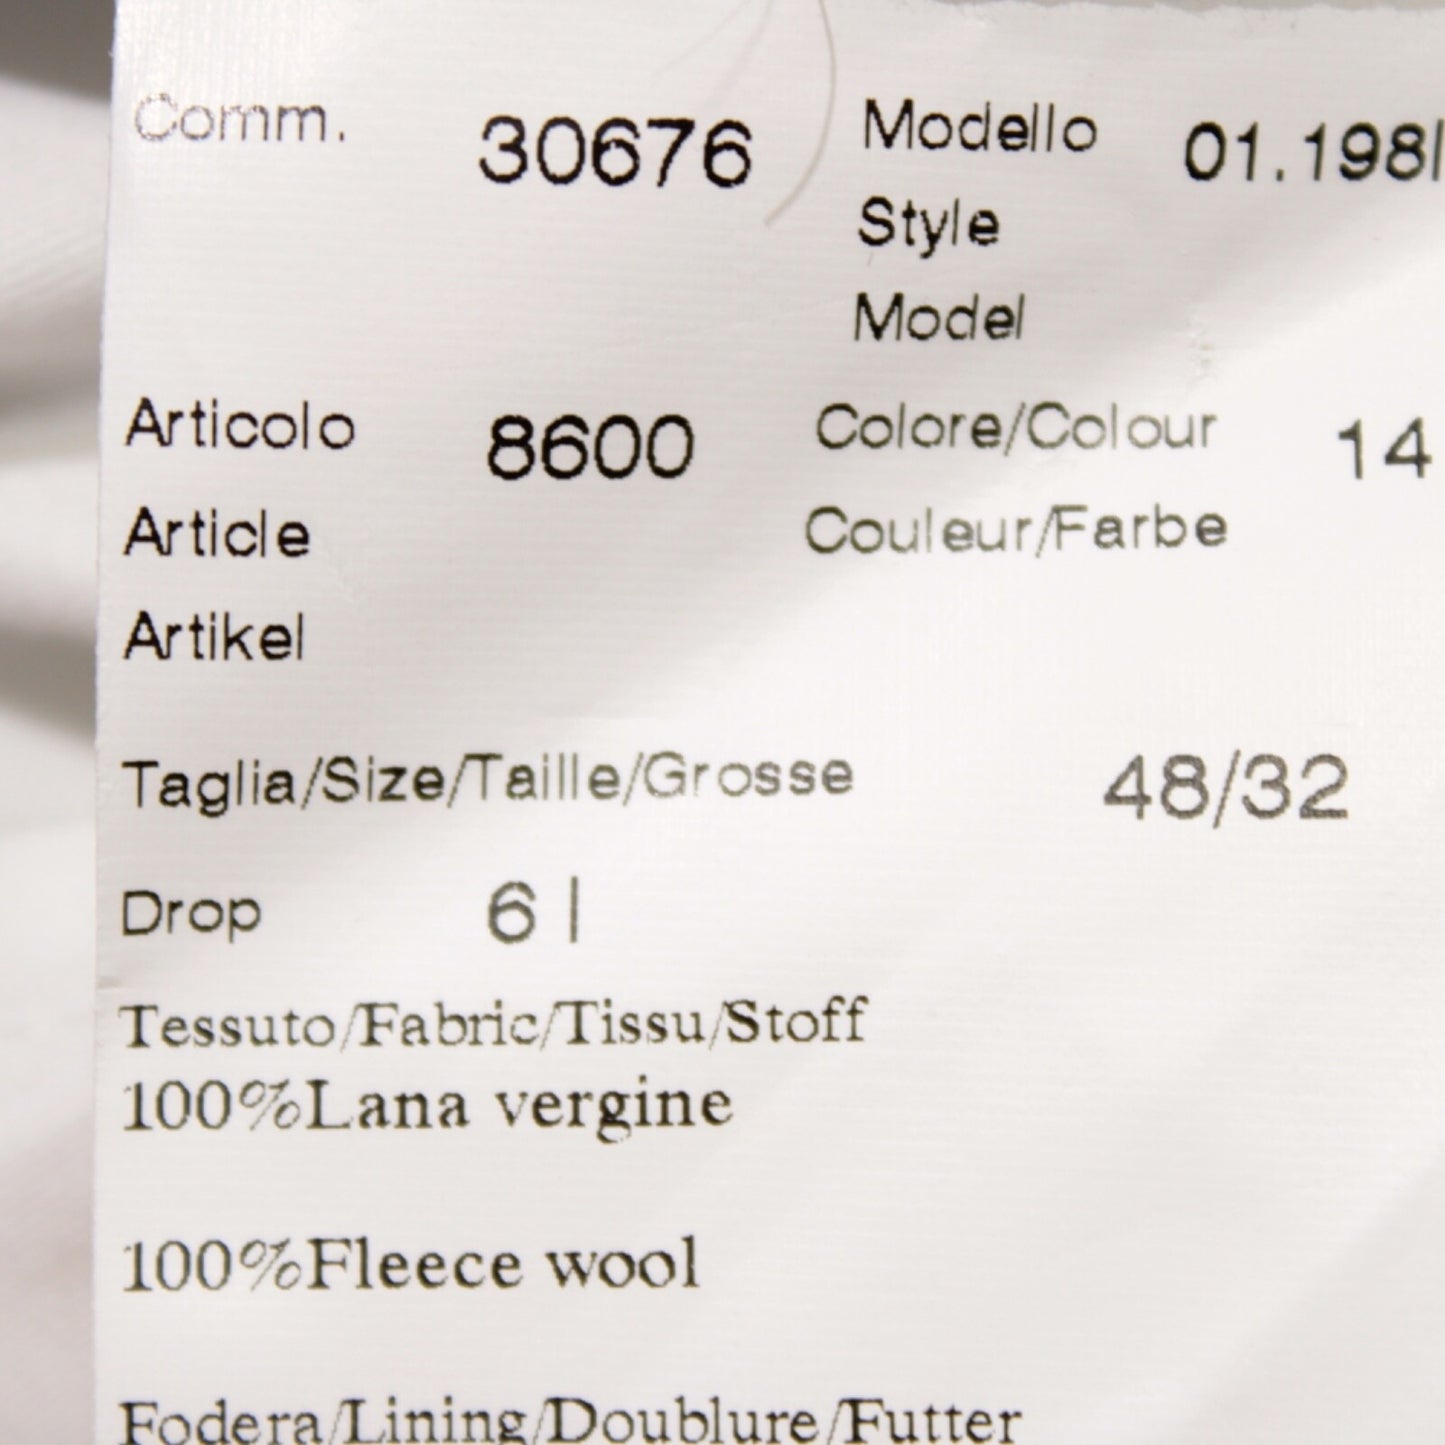 Comm. 30676 Modello 01.198
Style
Model
Articolo 8600 Colore/Colour 14
Article Couleur/Farbe
Artikel
Taglia/Size/Taille/Grosse 48/32
Drop 6 |
Tessuto/Fabric/Tissu/Stoff
100%Lana vergine
100%Fleece wool
Fodera/Lining/Doublure/Futter